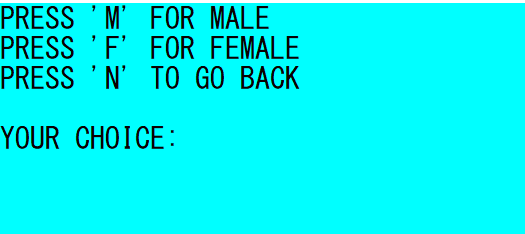 PRESS 'M' FOR MALE
PRESS 'F' FOR FEMALE
PRESS 'N' TO GO BACK
YOUR CHOICE: